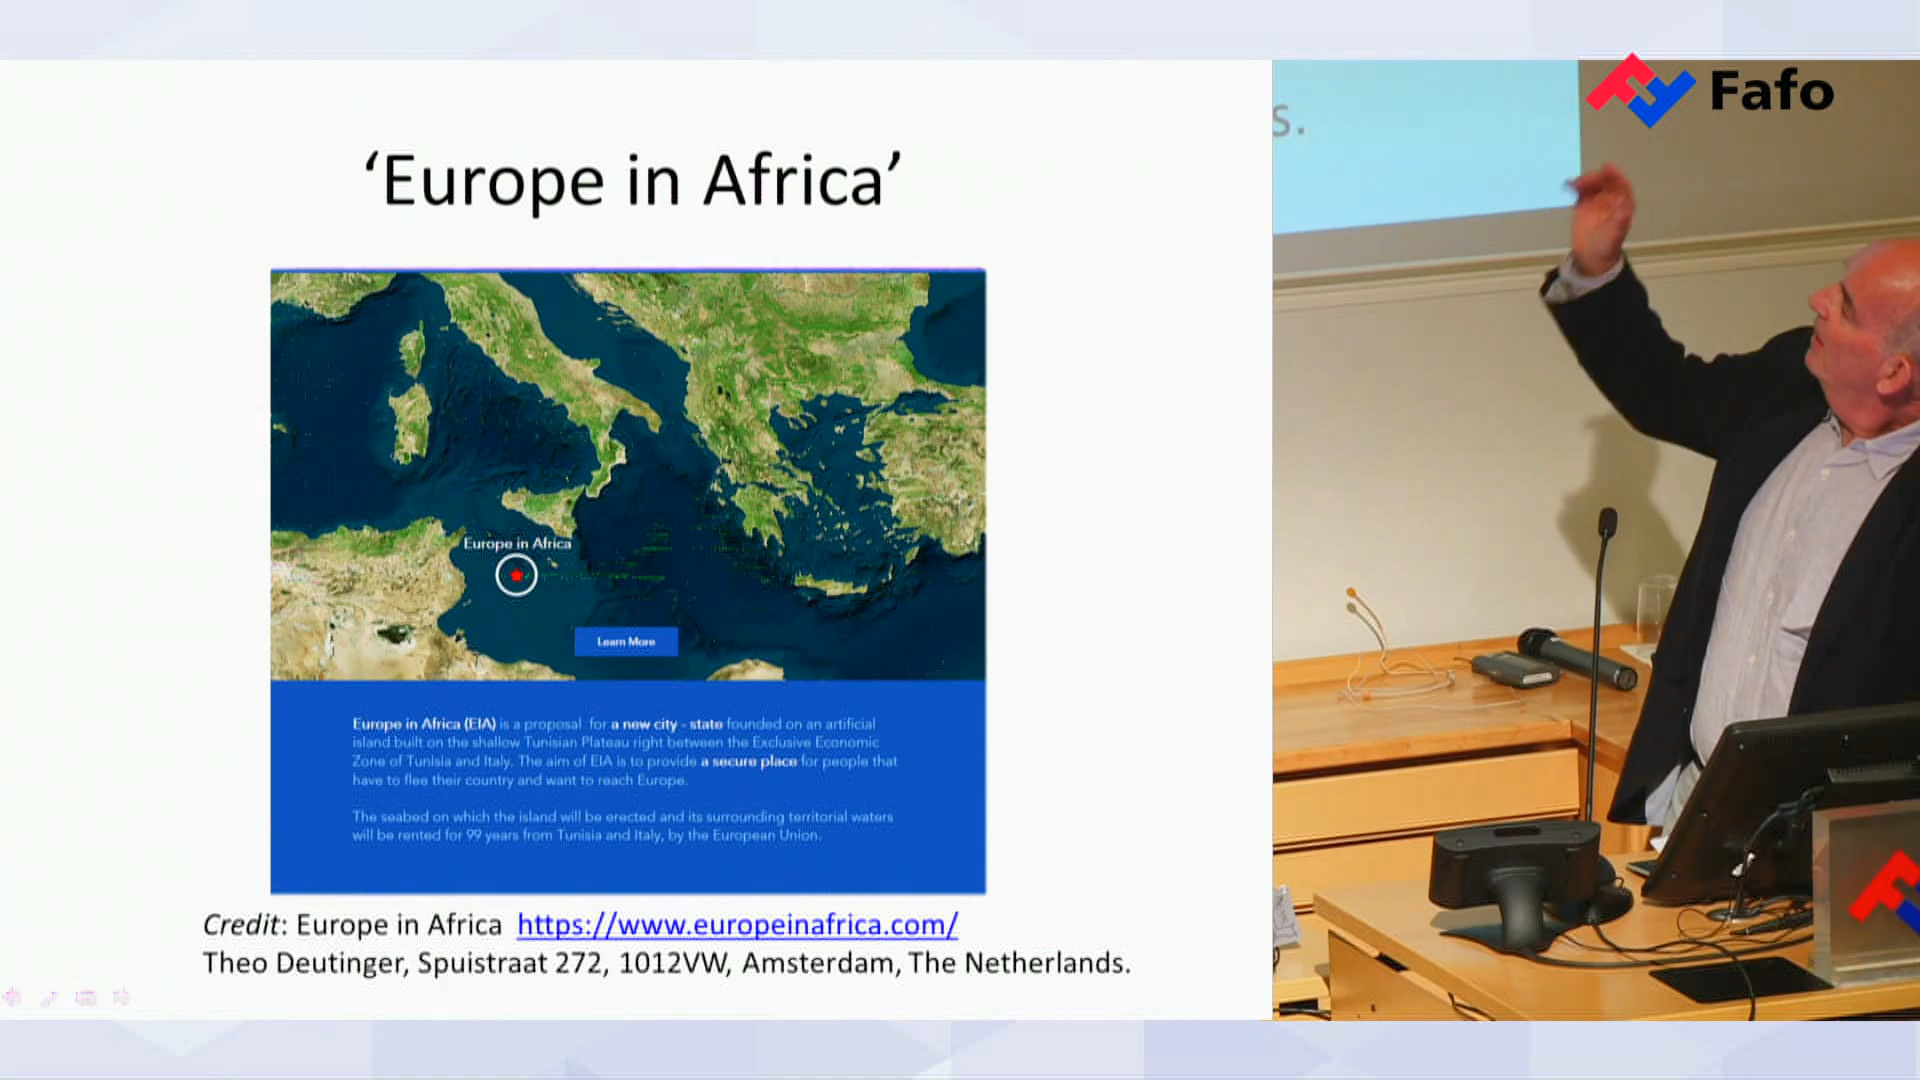 Fafo
s.
‘Europe in Africa’
Europe in Africa
Learn More
Europe in Africa (EIA) is a proposal for a new city - state founded on an artificial
island built on the shallow Tunisian Plateau right between the Exclusive Economic
Zone of Tunisia and Italy. The aim of EIA is to provide a secure place for people that
have to flee their country and want to reach Europe.
The seabed on which the island will be erected and its surrounding territorial waters
will be rented for 99 years from Tunisia and Italy, by the European Union.
Credit: Europe in Africa https://www.europeinafrica.com/
Theo Deutinger, Spuistraat 272, 1012VW, Amsterdam, The Netherlands.